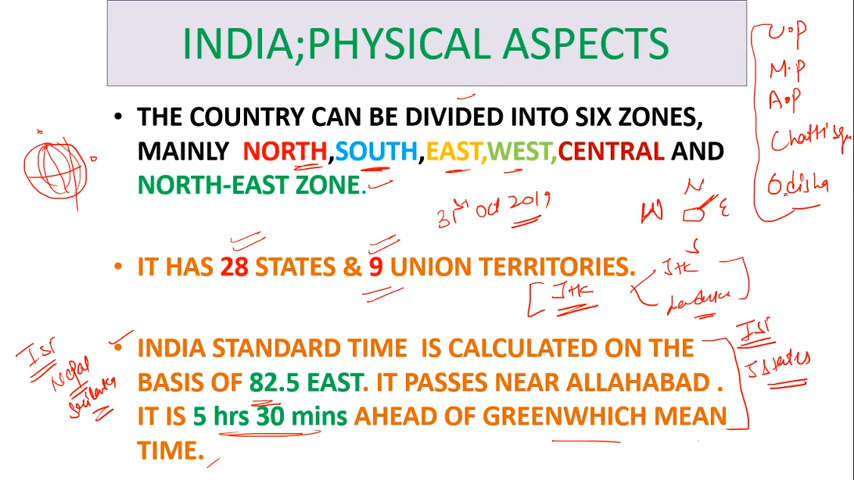 INDIA;PHYSICAL ASPECTS
• THE COUNTRY CAN BE DIVIDED INTO SIX ZONES,
MAINLY NORTH,SOUTH,EAST,WEST,CENTRAL AND
NORTH-EAST ZONE.
31st Oct 2019
• IT HAS 28 STATES & 9 UNION TERRITORIES.
J+K
J+K
• INDIA STANDARD TIME IS CALCULATED ON THE
BASIS OF 82.5 EAST. IT PASSES NEAR ALLAHABAD .
IT IS 5 hrs 30 mins AHEAD OF GREENWHICH MEAN
TIME.
U.P
M.P
A.P
Odisha
N
W E
S
IST
Nepal
IST
5 States